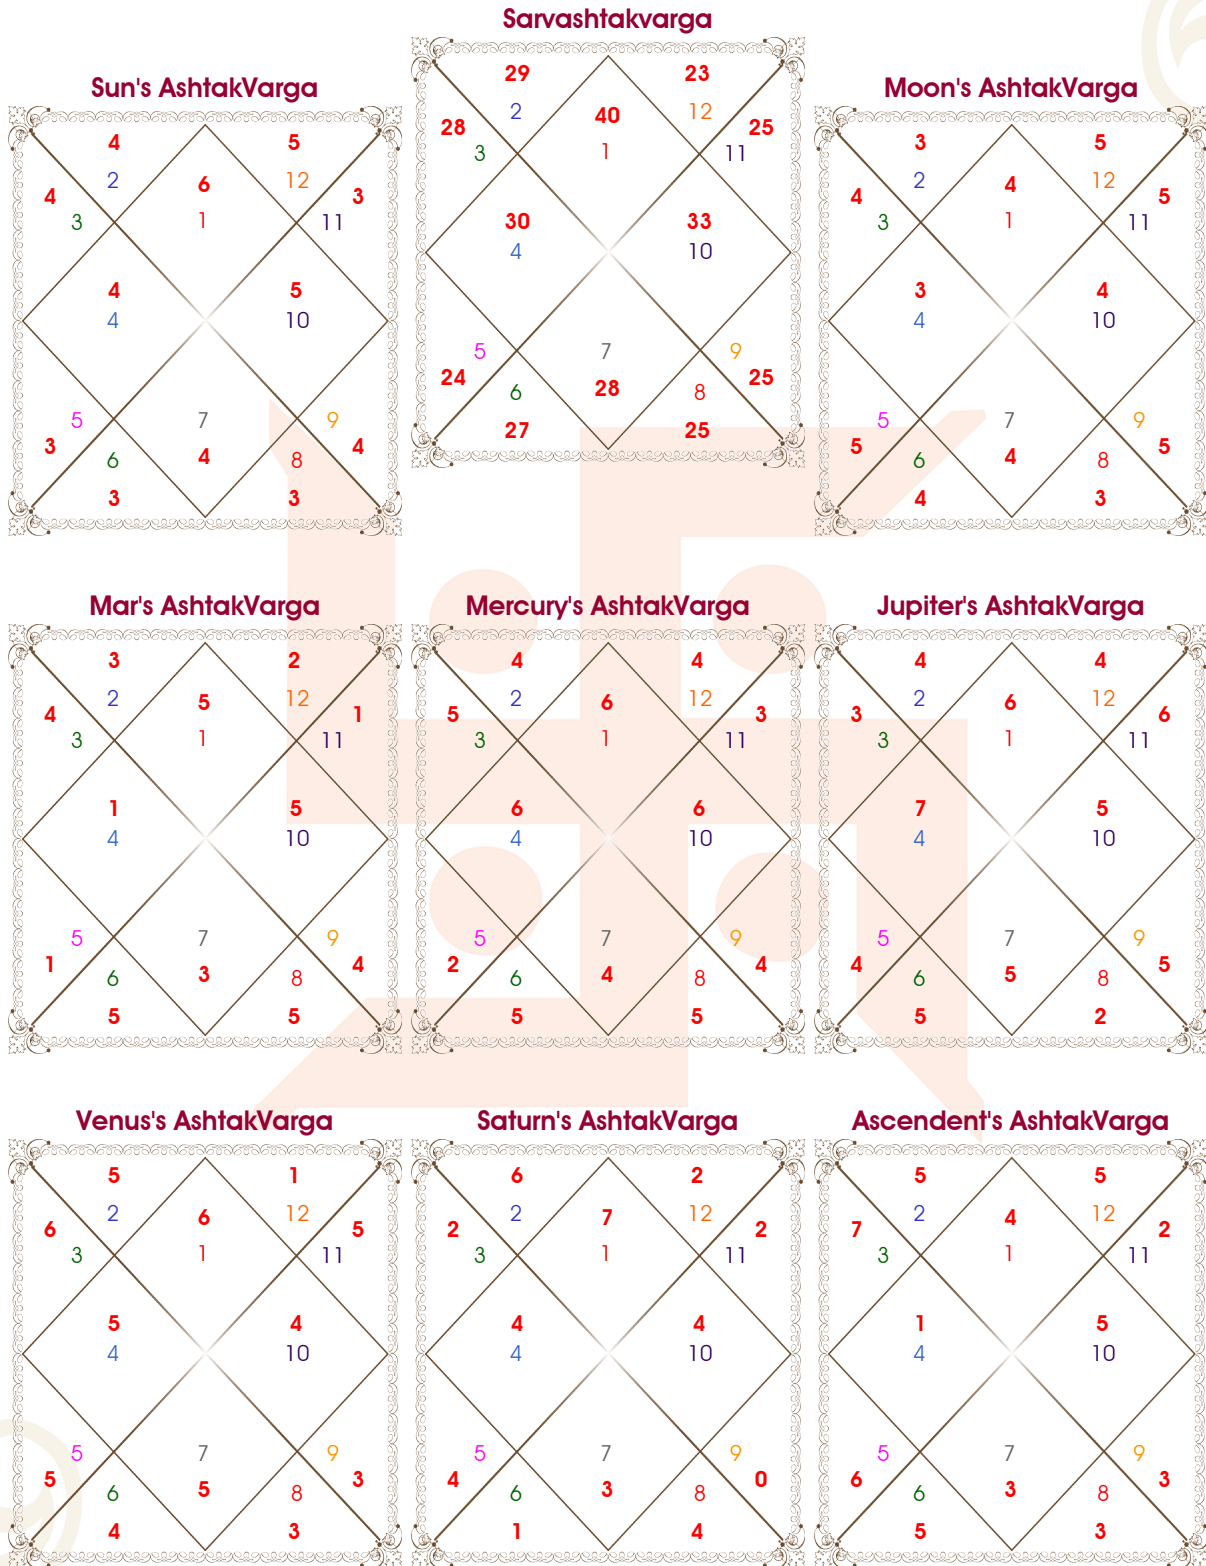 Sarvashtakvarga
29 23
2 40 12
28 25
3 1 11
30 33
4 10
5 7 9
24 28 25
6 8
27 25
Sun's AshtakVarga
4 5
2 6 12
4 3
3 1 11
4 5
4 10
5 7 9
3 4 4
6 8
3 3
Moon's AshtakVarga
3 5
2 4 12
4 5
3 1 11
3 4
4 10
5 7 9
5 4 5
6 8
4 3
Mar's AshtakVarga
3 2
2 5 12
4 1
3 1 11
1 5
4 10
5 7 9
1 3 4
6 8
5 5
Mercury's AshtakVarga
4 4
2 6 12
5 3
3 1 11
6 6
4 10
5 7 9
2 4 4
6 8
5 5
Jupiter's AshtakVarga
4 4
2 6 12
3 6
3 1 11
7 5
4 10
5 7 9
4 5 5
6 8
5 2
Venus's AshtakVarga
5 1
2 6 12
6 5
3 1 11
5 4
4 10
5 7 9
5 5 3
6 8
4 3
Saturn's AshtakVarga
6 2
2 7 12
2 2
3 1 11
4 4
4 10
5 7 9
4 3 0
6 8
1 4
Ascendent's AshtakVarga
5 5
2 4 12
7 2
3 1 11
1 5
4 10
5 7 9
6 3 3
6 8
5 3